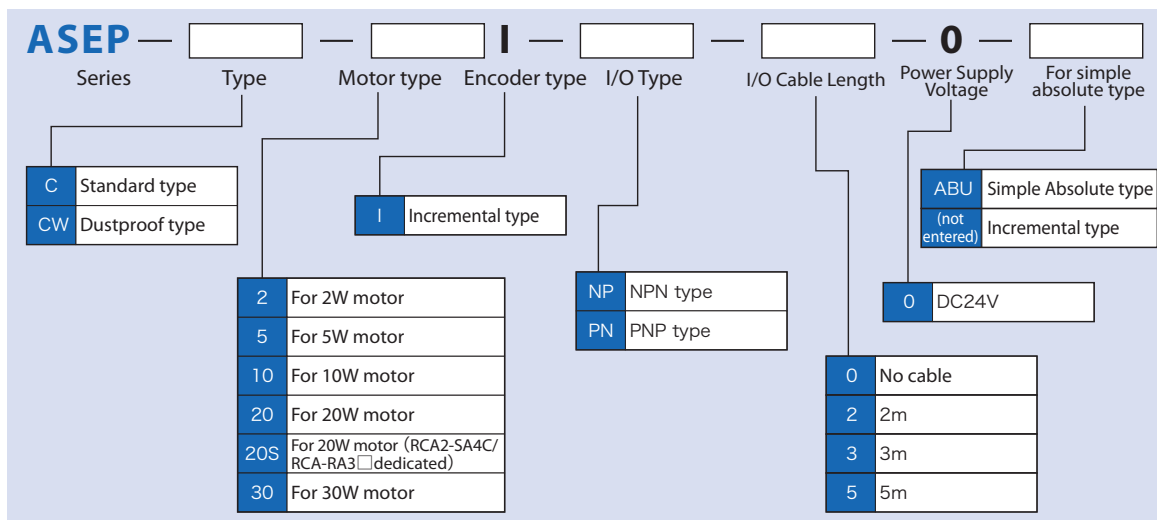 ASEP — — I — — — 0 —
Series Type Motor type Encoder type I/O Type I/O Cable Length Power Supply Voltage For simple absolute type
C Standard type
CW Dustproof type
I Incremental type
ABU Simple Absolute type
(not entered) Incremental type
2 For 2W motor
5 For 5W motor
10 For 10W motor
20 For 20W motor
20S For 20W motor (RCA2-SA4C/
RCA-RA3□dedicated)
30 For 30W motor
NP NPN type
PN PNP type
0 DC24V
0 No cable
2 2m
3 3m
5 5m